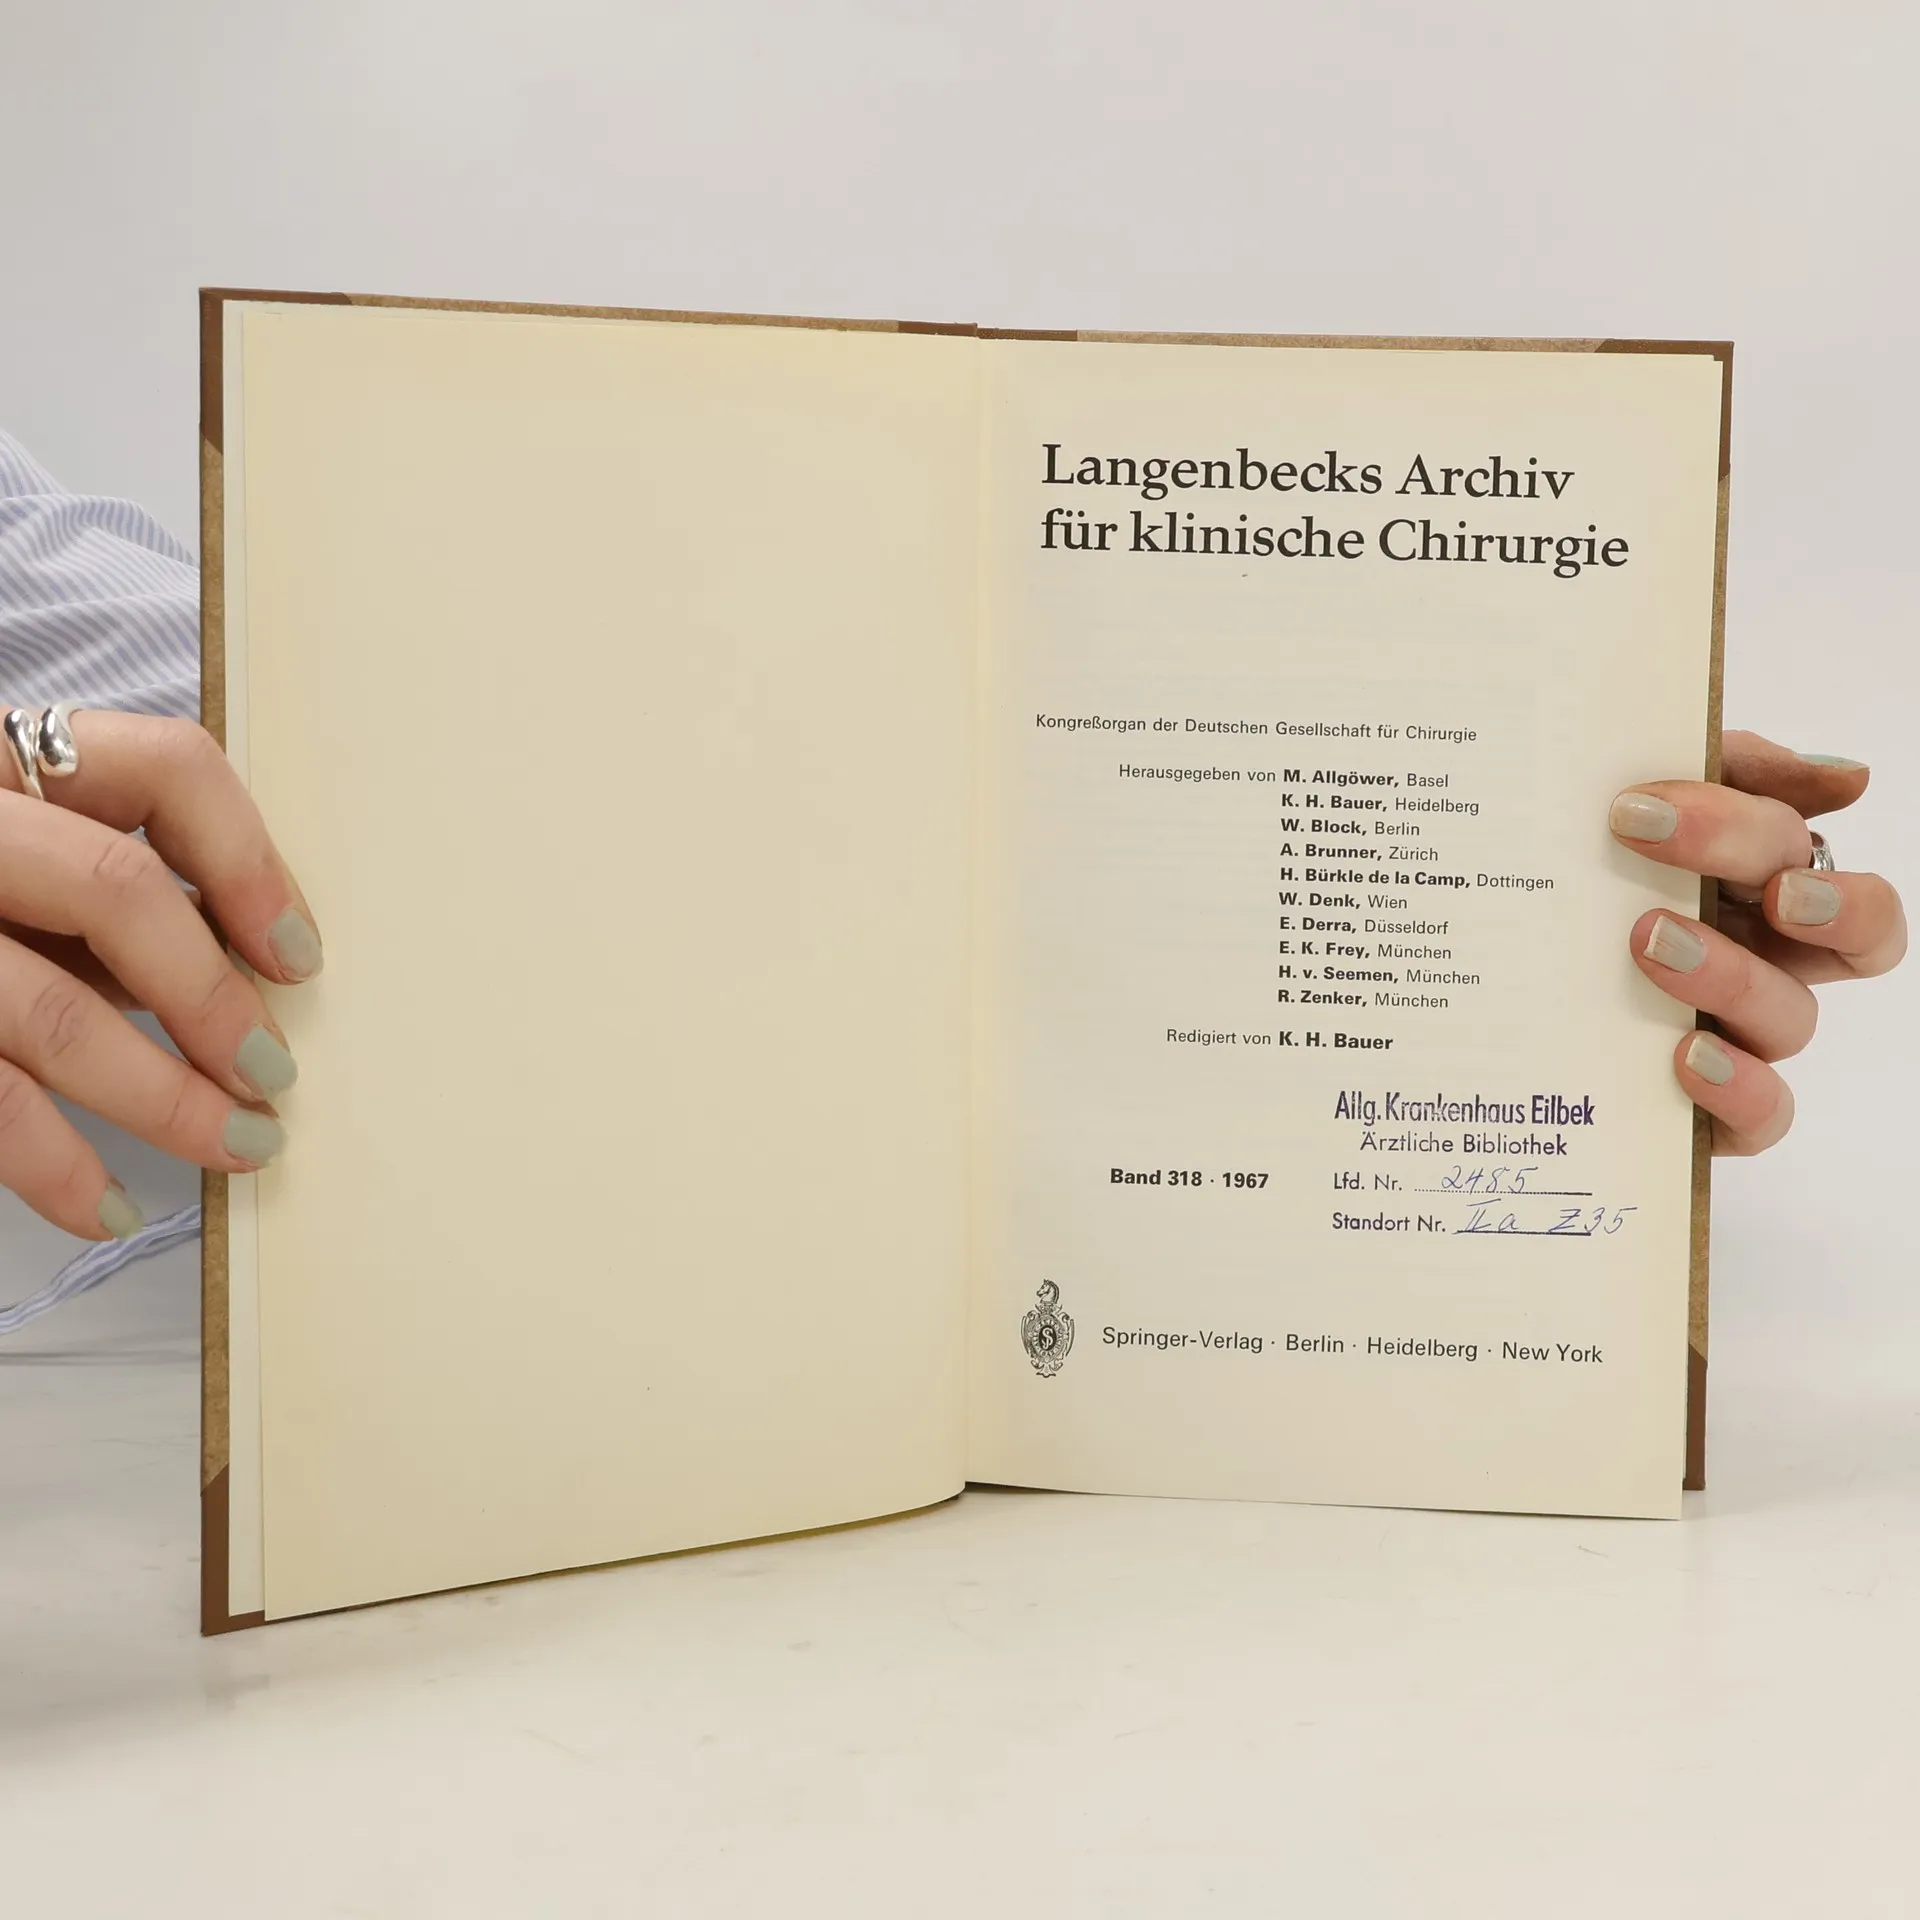 Langenbecks Archiv
für klinische Chirurgie
Kongreßorgan der Deutschen Gesellschaft für Chirurgie
Herausgegeben von M. Allgöwer, Basel
K. H. Bauer, Heidelberg
W. Block, Berlin
A. Brunner, Zürich
H. Bürkle de la Camp, Dottingen
W. Denk, Wien
E. Derra, Düsseldorf
E. K. Frey, München
H. v. Seemen, München
R. Zenker, München
Redigiert von K. H. Bauer
Allg. Krankenhaus Eilbek
Ärztliche Bibliothek
Band 318 · 1967
Lfd. Nr. 2485
Standort Nr. II a Z35
Springer-Verlag · Berlin · Heidelberg · New York